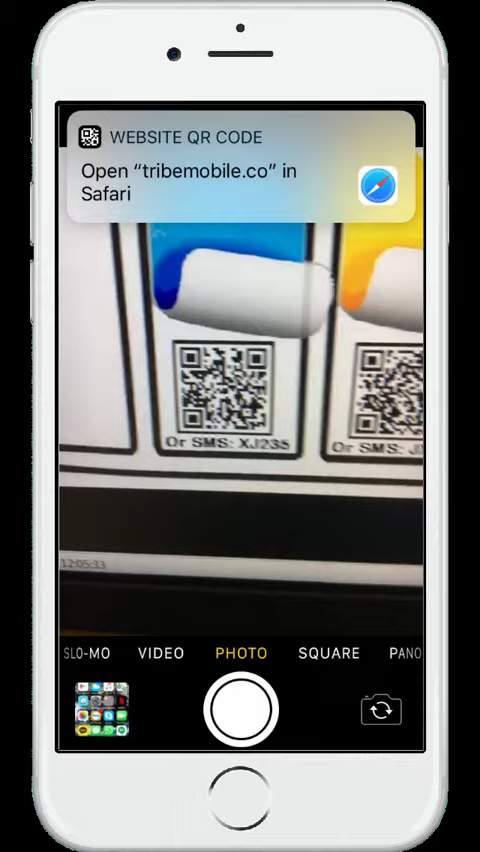 WEBSITE QR CODE
Open “tribemobile.co” in
Safari
Or SMS: XJ235
Or SMS:
12:05:33
SLO-MO VIDEO PHOTO SQUARE PANO